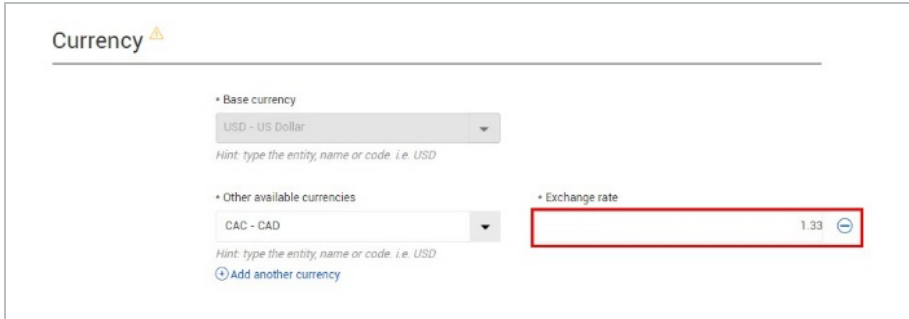 Currency
* Base currency
USD - US Dollar
Hint: type the entity, name or code. i.e. USD
* Other available currencies
* Exchange rate
CAC - CAD
1.33
Hint: type the entity, name or code. i.e. USD
Add another currency